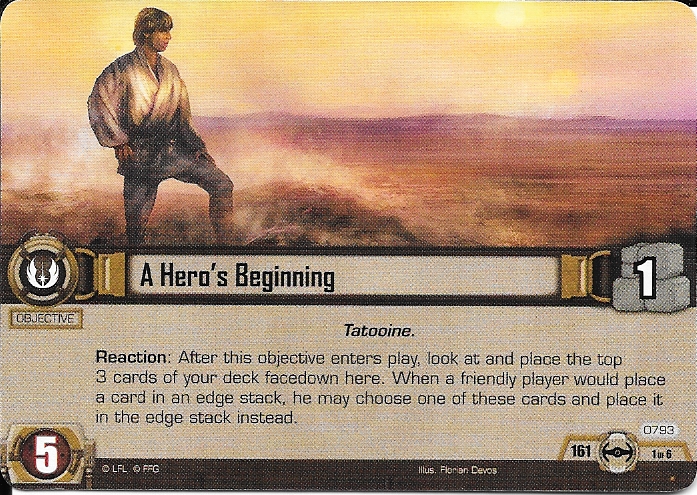 A Hero's Beginning
1
OBJECTIVE
Tatooine.
Reaction: After this objective enters play, look at and place the top
3 cards of your deck facedown here. When a friendly player would place
a card in an edge stack, he may choose one of these cards and place it
in the edge stack instead.
0793
161
1 OF 6
5
© LFL. © FFG
Illus. Florian Devos